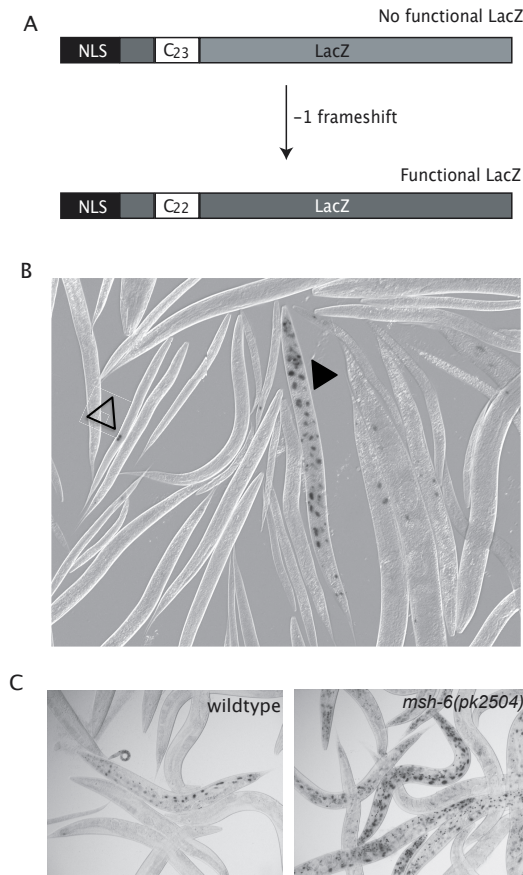 A
No functional LacZ
NLS C23 LacZ
−1 frameshift
Functional LacZ
NLS C22 LacZ
B
C
wildtype
msh-6(pk2504)